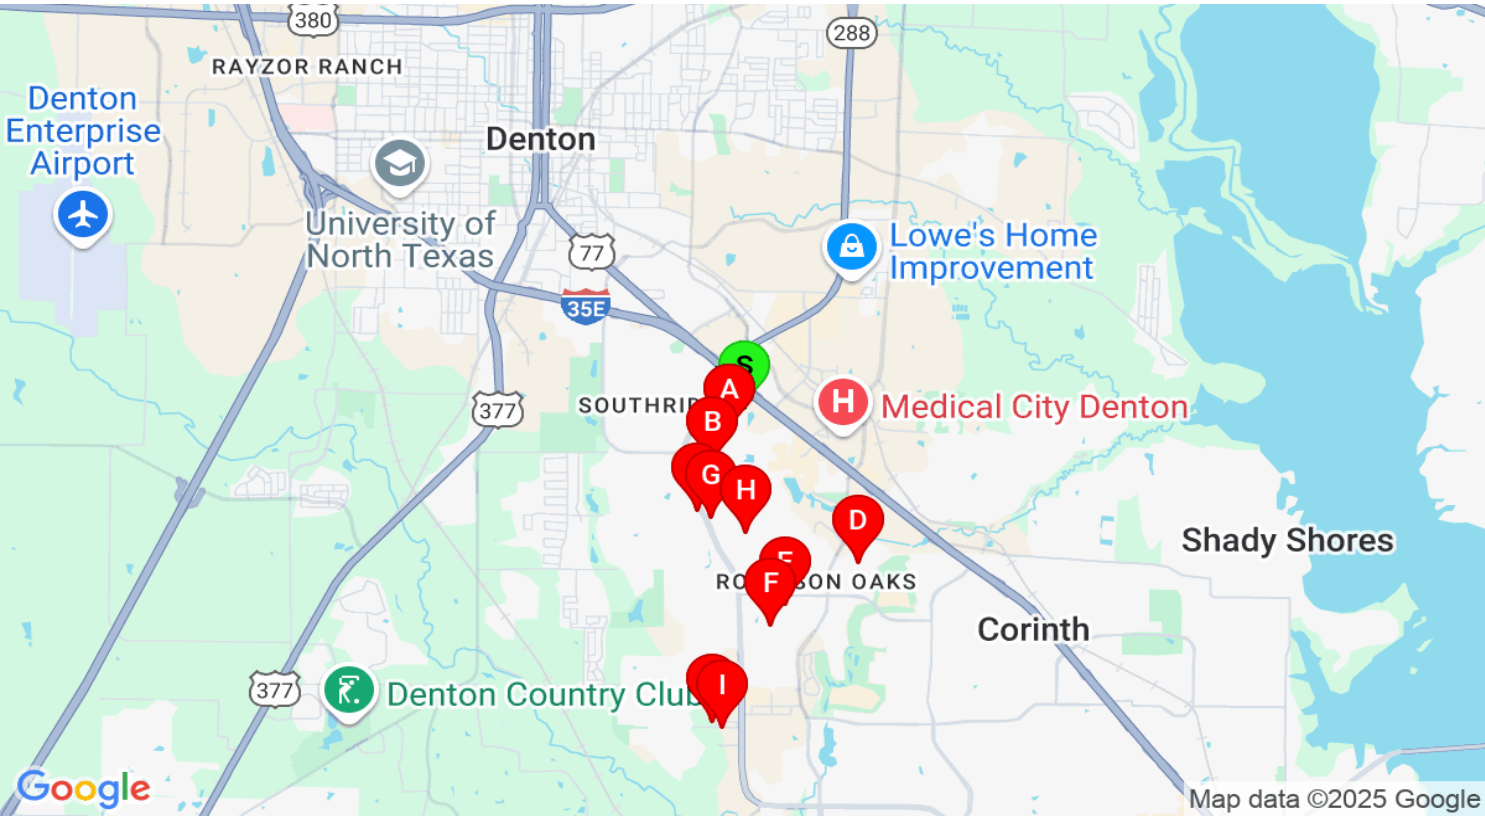 380
288
RAYZOR RANCH
Denton
Enterprise
Airport
Denton
University of
North Texas
77
Lowe's Home
Improvement
35E
S
A
SOUTHRI
B
377
H
Medical City Denton
G
H
D
Shady Shores
E
F
RO
SON OAKS
Corinth
377
Denton Country Club
I
Google
Map data ©2025 Google